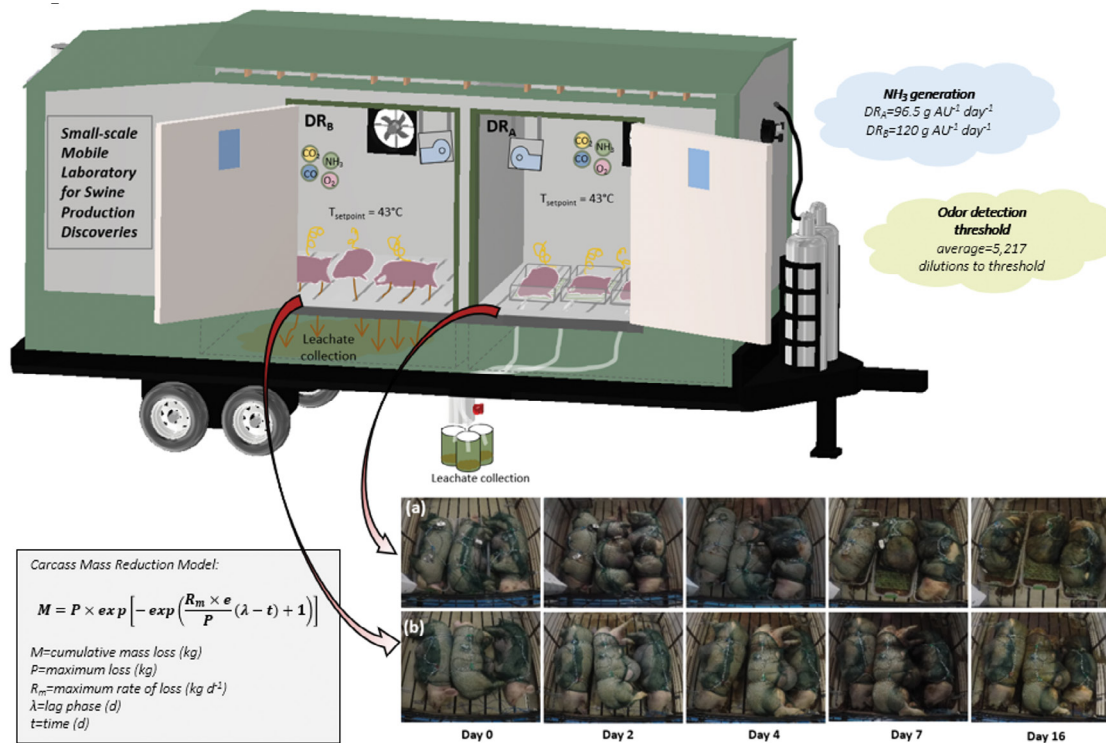 Small-scale
Mobile
Laboratory
for Swine
Production
Discoveries
DR_B
CO₂
NH₃
CO
O₂
T_setpoint = 43°C
DR_A
CO₂
NH₃
CO
O₂
T_setpoint = 43°C
NH₃ generation
DR_A=96.5 g AU⁻¹ day⁻¹
DR_B=120 g AU⁻¹ day⁻¹
Odor detection
threshold
average=5,217
dilutions to threshold
Leachate
collection
Leachate collection
Carcass Mass Reduction Model:
M = P × exp [− exp (R_m × e / P (λ − t) + 1)]
M=cumulative mass loss (kg)
P=maximum loss (kg)
R_m=maximum rate of loss (kg d⁻¹)
λ=lag phase (d)
t=time (d)
(a)
(b)
Day 0
Day 2
Day 4
Day 7
Day 16